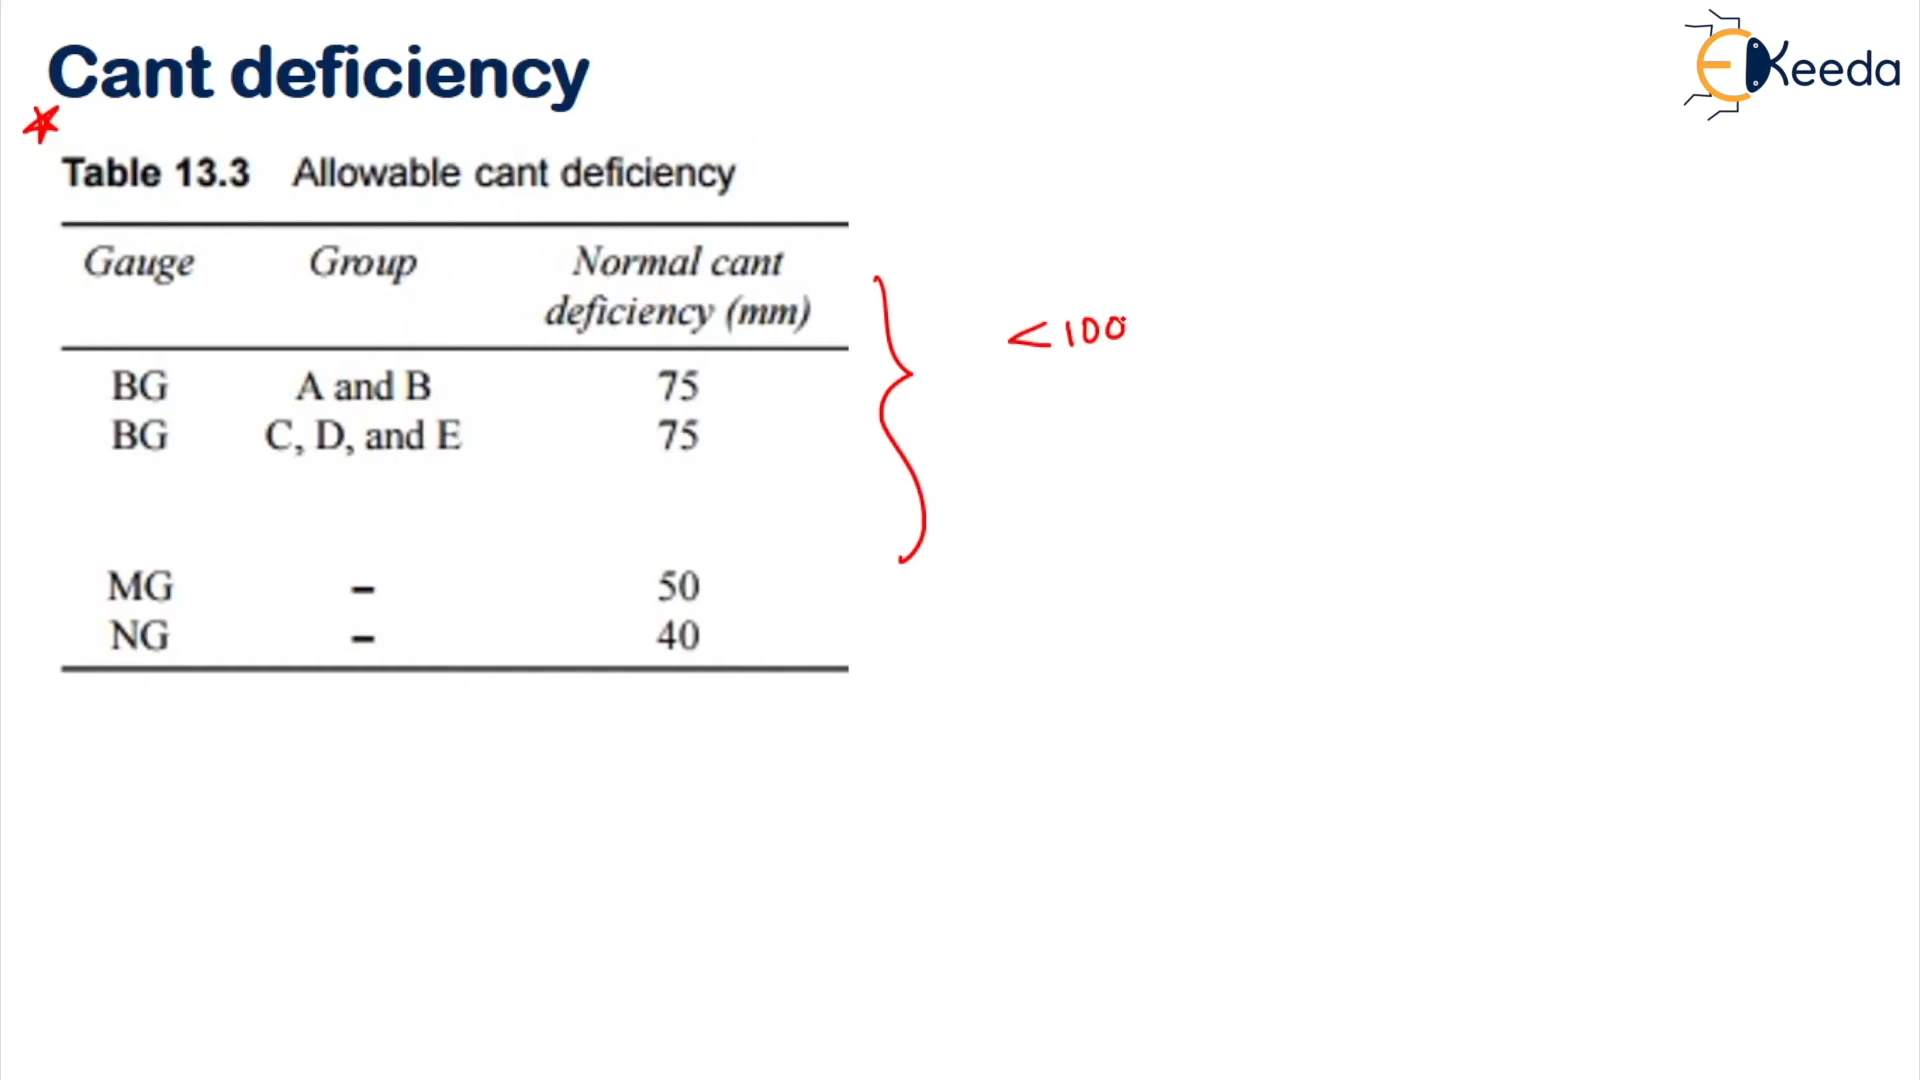 Cant deficiency
EKeeda
Table 13.3 Allowable cant deficiency
Gauge Group Normal cant
deficiency (mm)
BG A and B 75
BG C, D, and E 75
MG – 50
NG – 40
<100